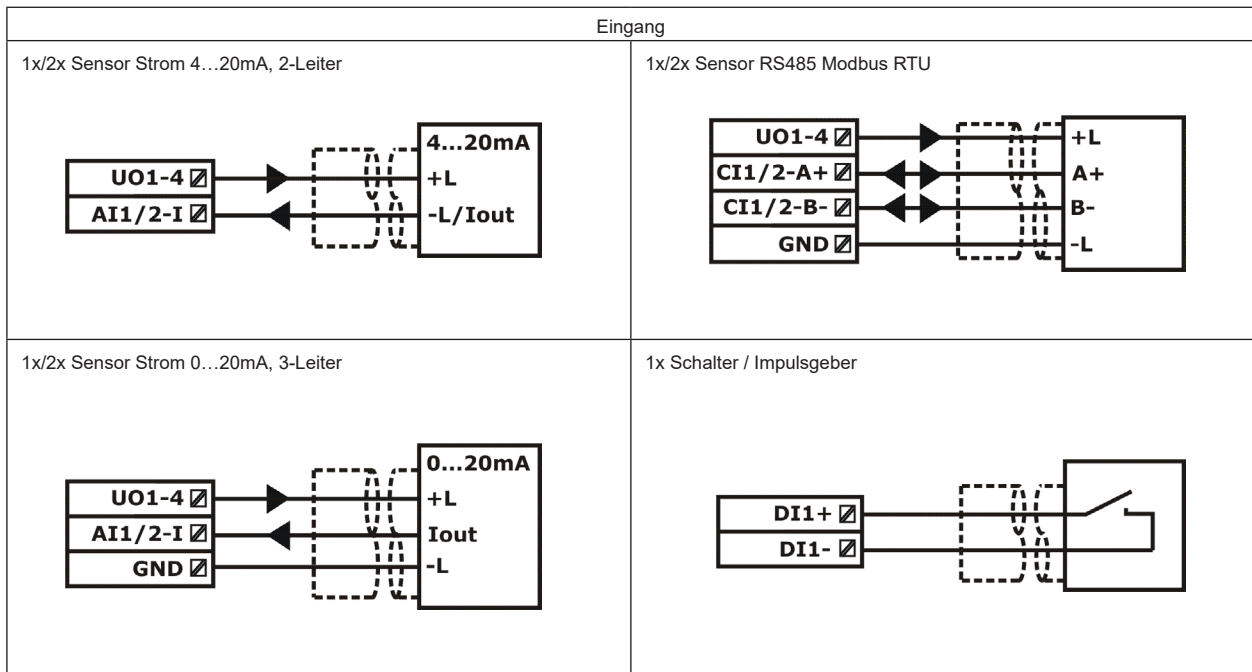 Eingang
1x/2x Sensor Strom 4…20mA, 2-Leiter
UO1-4
AI1/2-I
4...20mA
+L
-L/Iout
1x/2x Sensor RS485 Modbus RTU
UO1-4
CI1/2-A+
CI1/2-B-
GND
+L
A+
B-
-L
1x/2x Sensor Strom 0…20mA, 3-Leiter
UO1-4
AI1/2-I
GND
0...20mA
+L
Iout
-L
1x Schalter / Impulsgeber
DI1+
DI1-